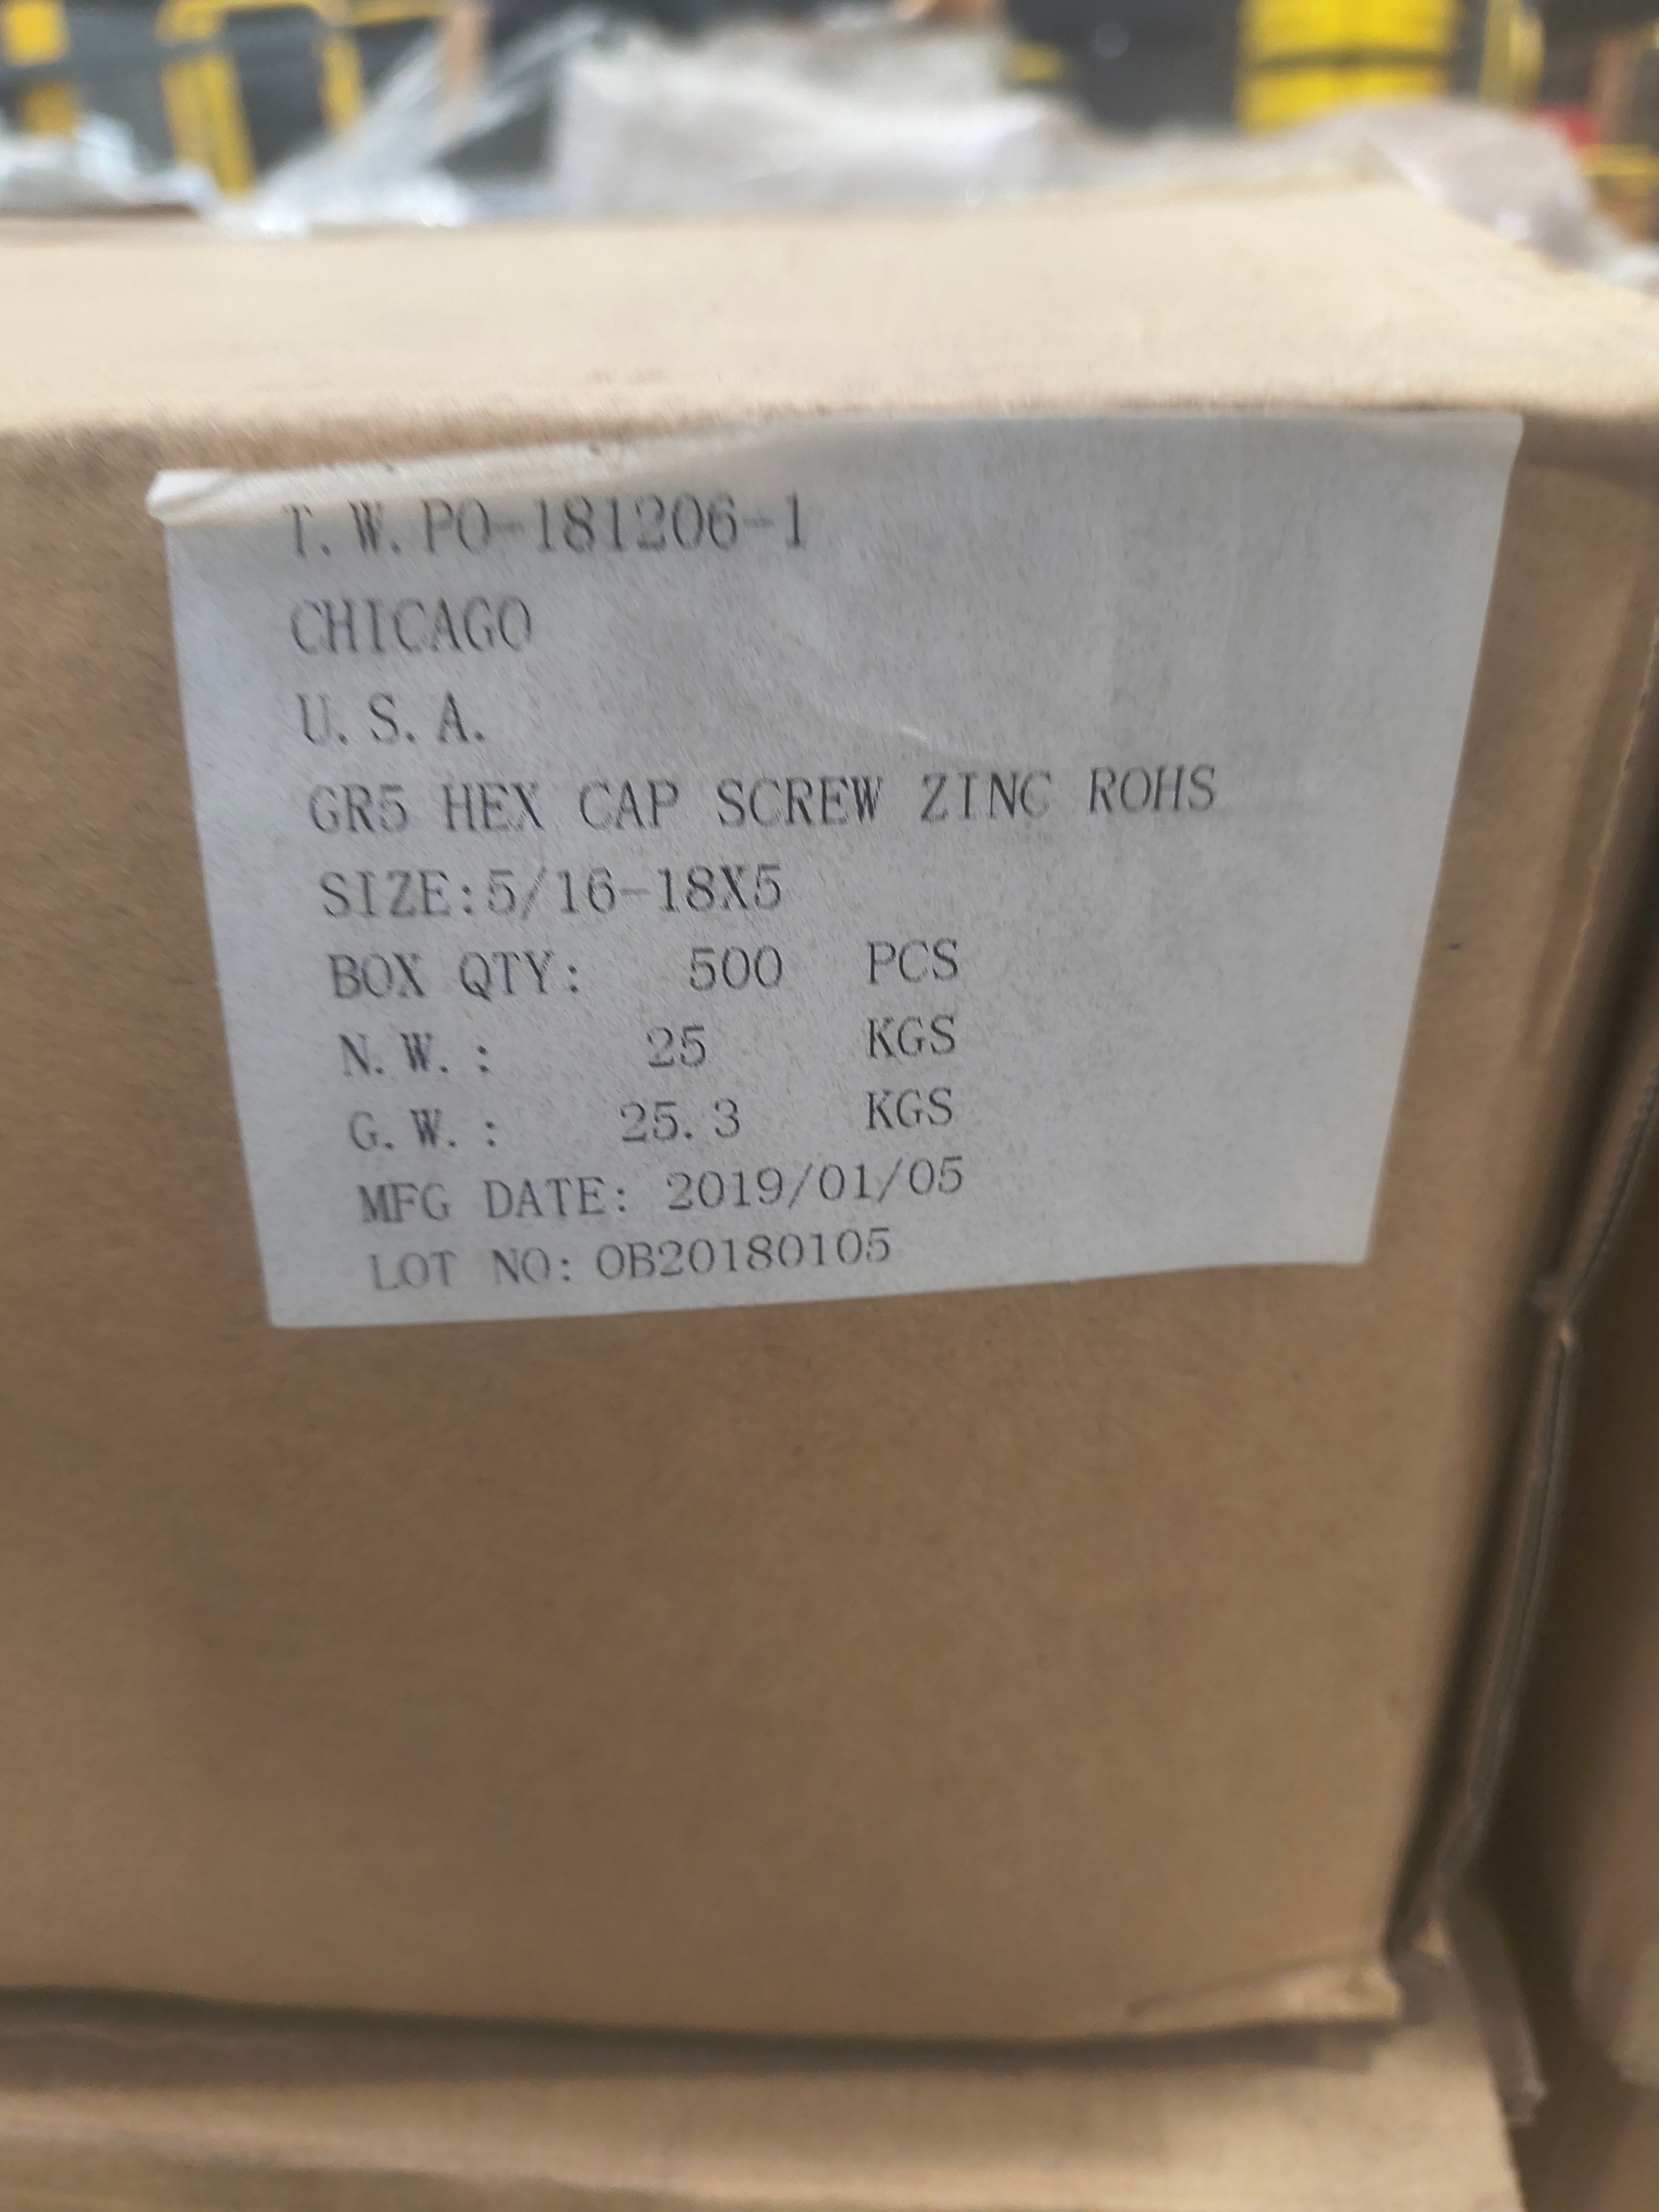 T.W.PO-181206-1
CHICAGO
U.S.A.
GR5 HEX CAP SCREW ZINC ROHS
SIZE:5/16-18X5
BOX QTY: 500 PCS
N.W.: 25 KGS
G.W.: 25.3 KGS
MFG DATE: 2019/01/05
LOT NO: OB20180105